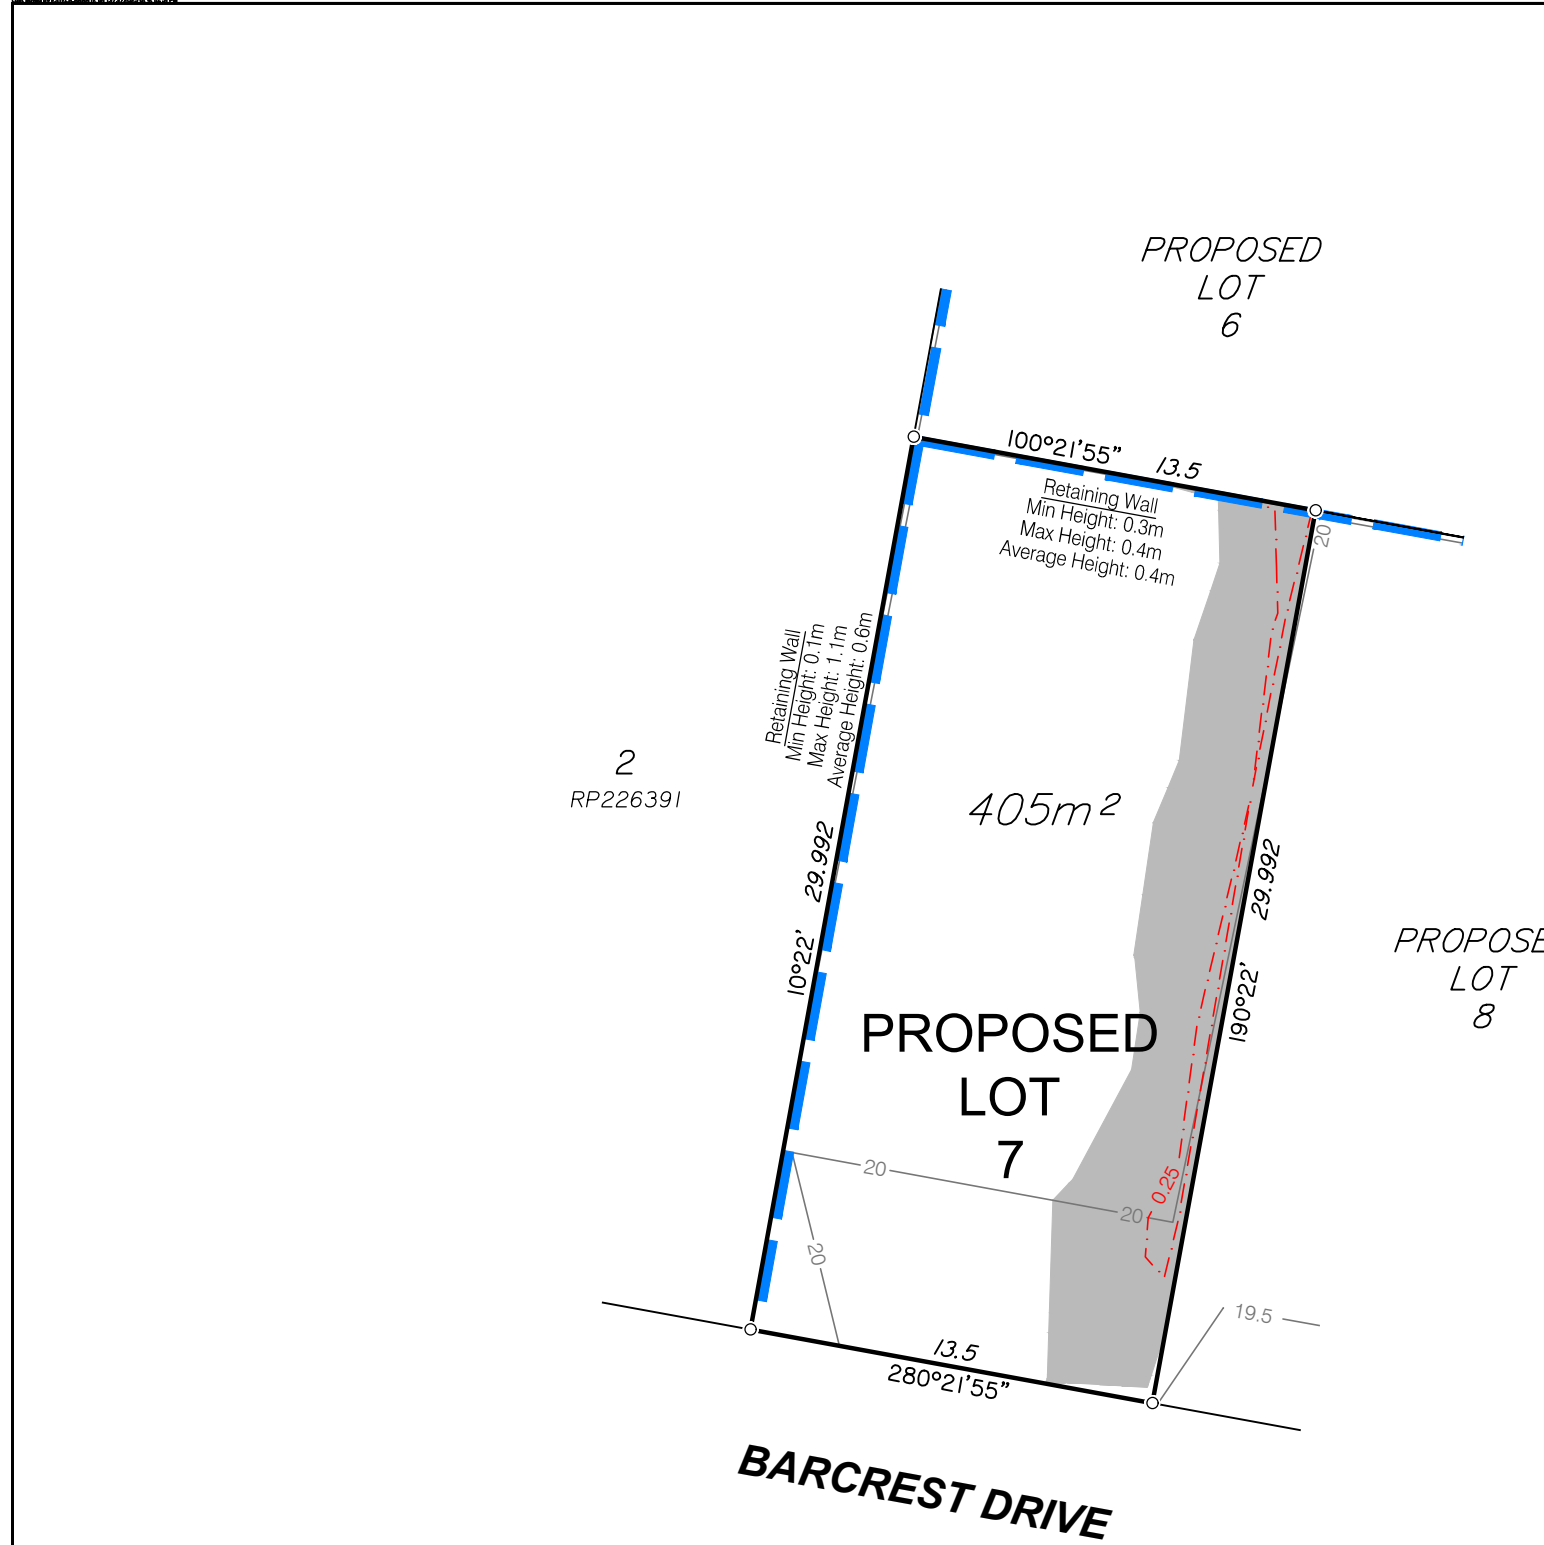 PROPOSED
LOT
6
100°21'55"
13.5
Retaining Wall
Min Height: 0.3m
Max Height: 0.4m
Average Height: 0.4m
20
Retaining Wall
Min Height: 0.1m
Max Height: 1.1m
Average Height: 0.6m
2
RP226391
405m²
29.992
10°22'
29.992
190°22'
PROPOSE
LOT
8
PROPOSED
LOT
7
20
20
0.25
20
19.5
13.5
280°21'55"
BARCREST DRIVE